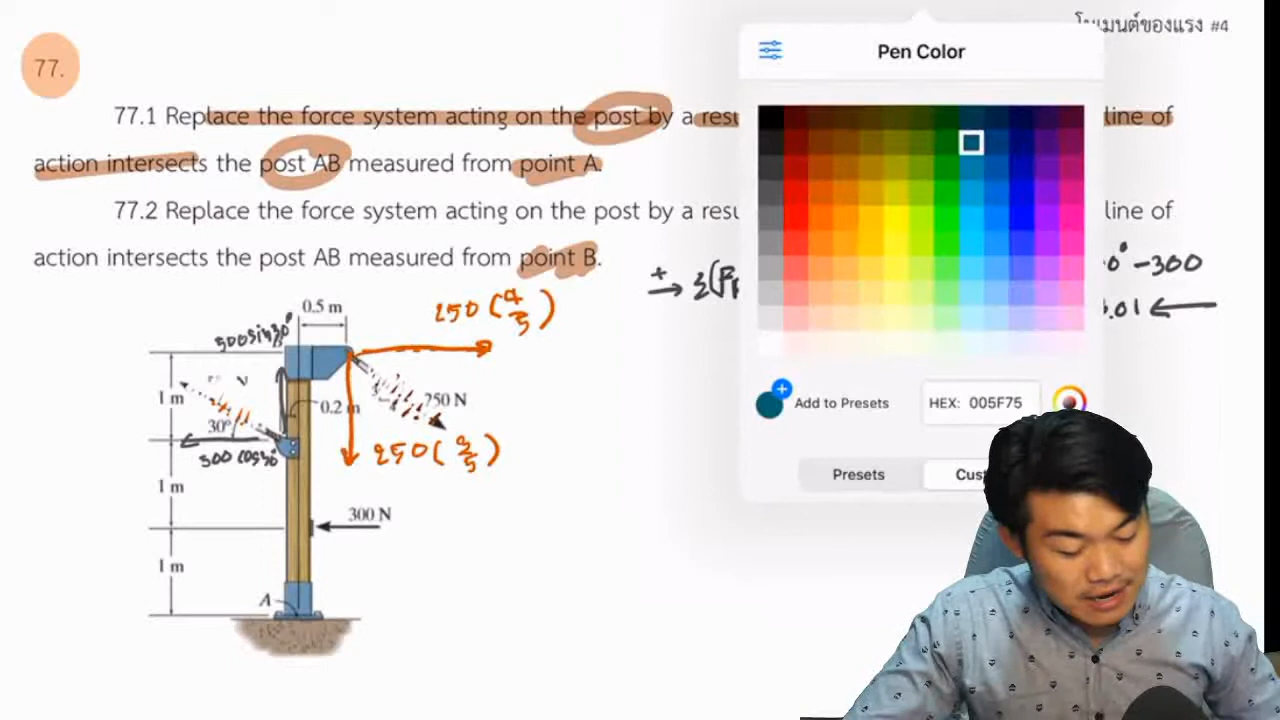 โมเมนต์ของแรง #4
Pen Color
77.
77.1 Replace the force system acting on the post by a resu line of
action intersects the post AB measured from point A.
77.2 Replace the force system acting on the post by a resu line of
action intersects the post AB measured from point B.
0° -300
.01 ←
0.5 m
250 (4/5)
500sin30°
1 m
0.2 m
250 N
30°
500 cos30°
250 (3/5)
1 m
300 N
1 m
A
Add to Presets
HEX: 005F75
Presets